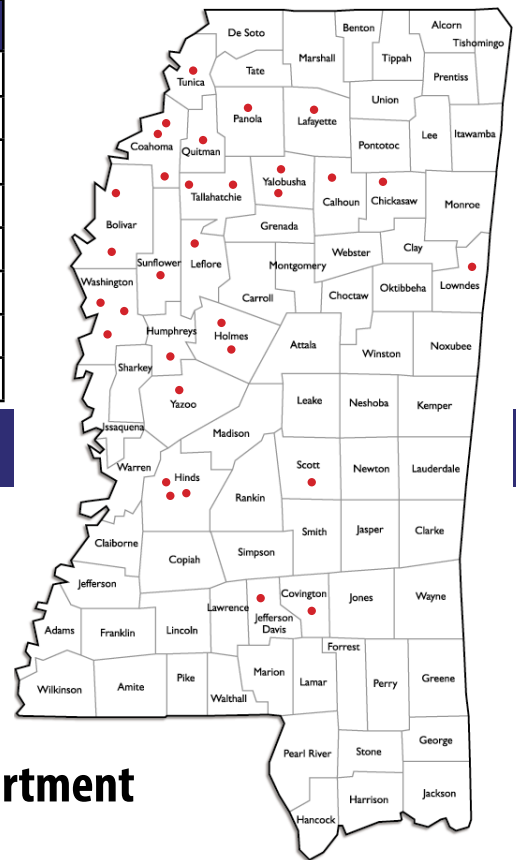 De Soto
Benton
Alcorn
Tishomingo
Marshall
Tippah
Tunica
Tate
Prentiss
Union
Panola
Lafayette
Lee
Itawamba
Coahoma
Quitman
Pontotoc
Yalobusha
Tallahatchie
Calhoun
Chickasaw
Monroe
Bolivar
Grenada
Clay
Webster
Sunflower
Leflore
Montgomery
Washington
Oktibbeha
Lowndes
Carroll
Choctaw
Humphreys
Holmes
Attala
Winston
Noxubee
Sharkey
Yazoo
Leake
Neshoba
Kemper
Issaquena
Madison
Warren
Hinds
Scott
Newton
Lauderdale
Rankin
Smith
Jasper
Clarke
Claiborne
Copiah
Simpson
Jefferson
Lawrence
Covington
Jones
Wayne
Jefferson
Davis
Adams
Franklin
Lincoln
Forrest
Marion
Lamar
Perry
Greene
Wilkinson
Amite
Pike
Walthall
George
Pearl River
Stone
rtment
Harrison
Jackson
Hancock